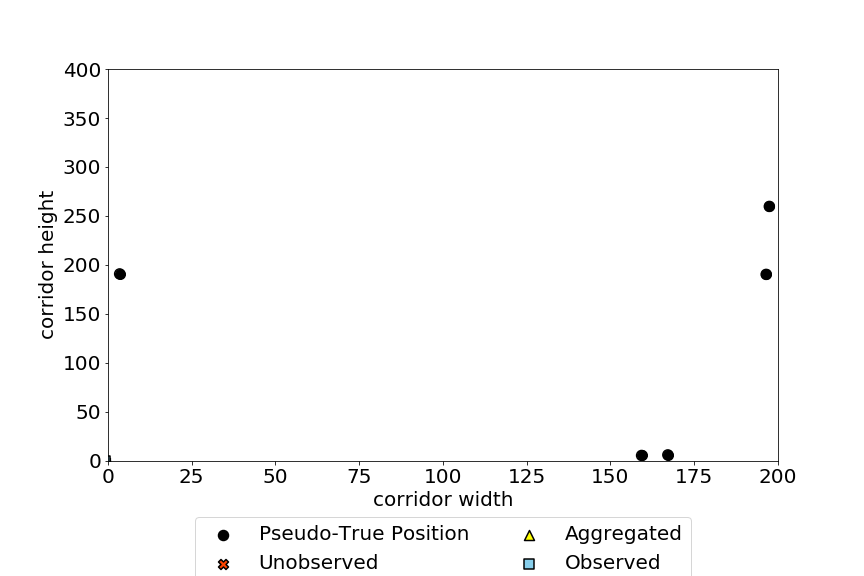 400
350
300
250
200
150
100
50
0
corridor height
0 25 50 75 100 125 150 175 200
corridor width
Pseudo-True Position Aggregated
Unobserved Observed